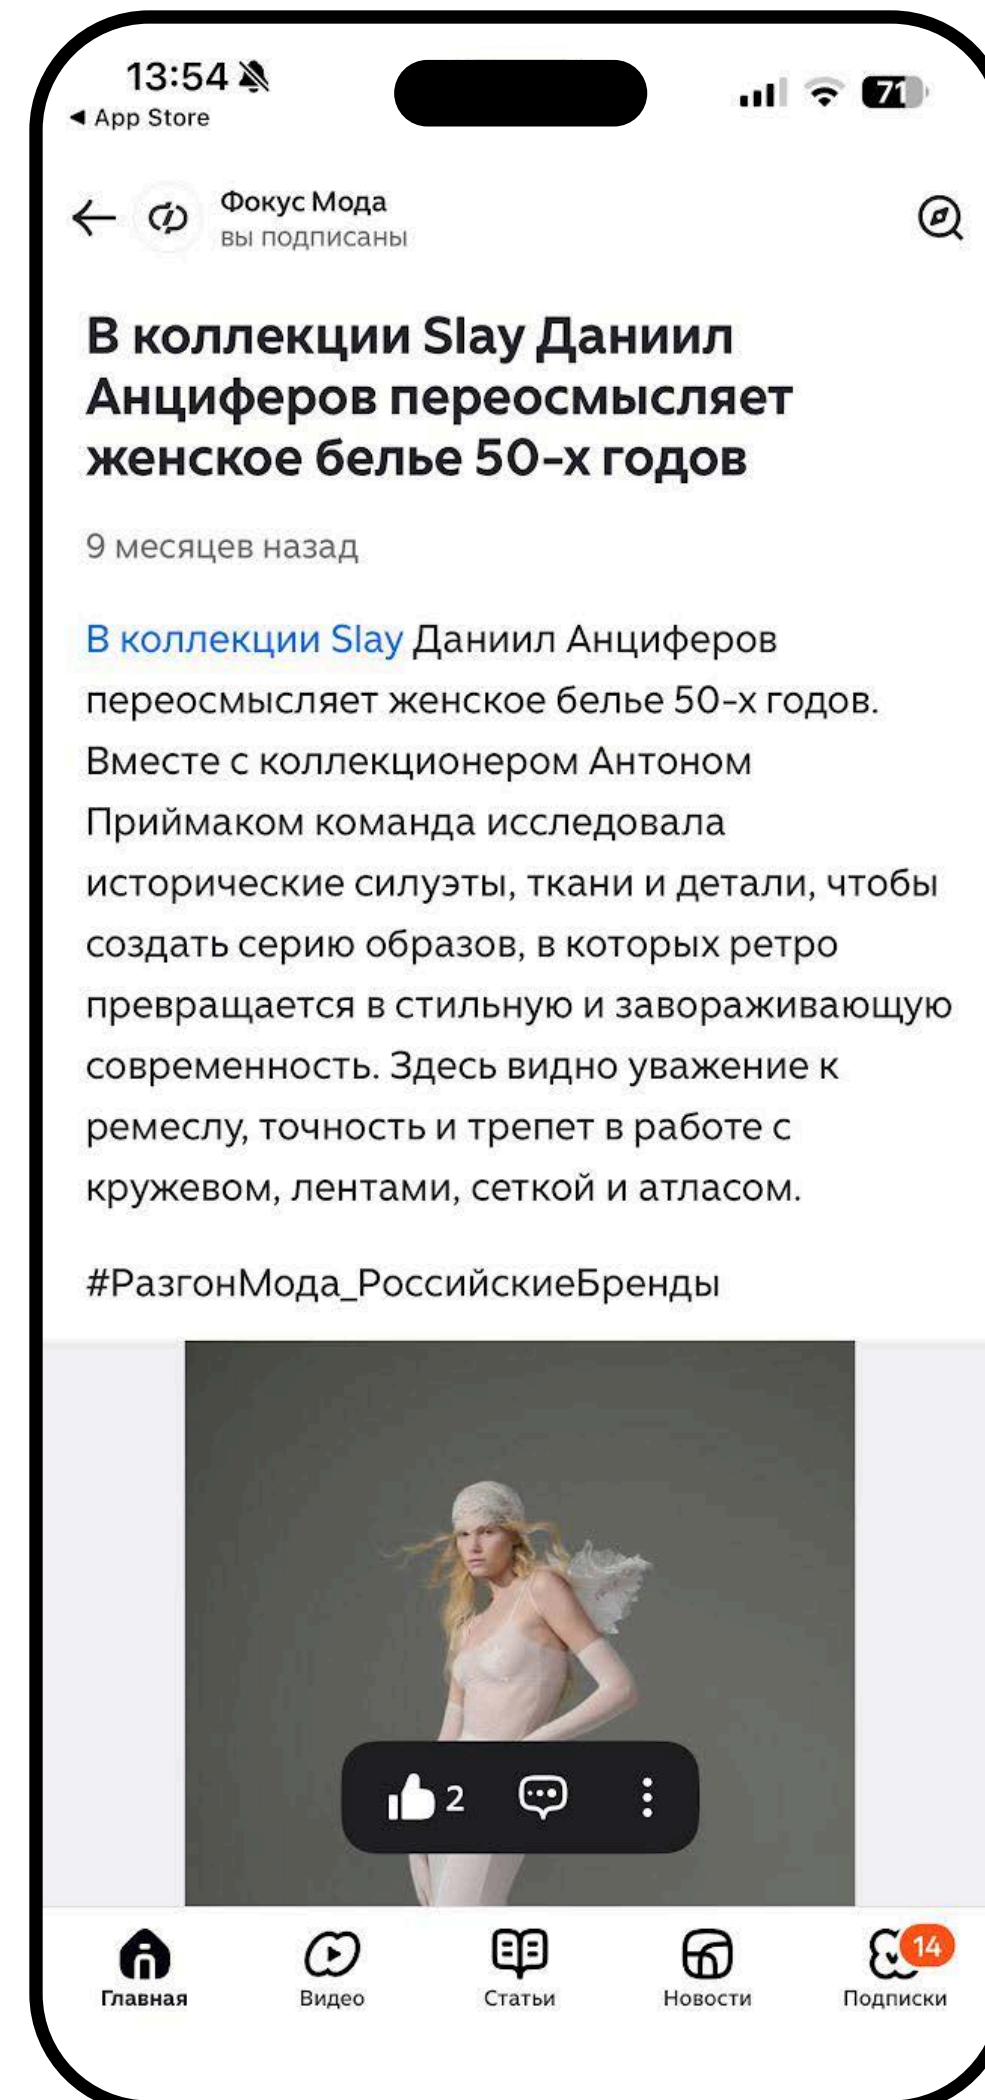 13:54
◀ App Store
71
Фокус Мода
вы подписаны
В коллекции Slay Даниил
Анциферов переосмысляет
женское белье 50-х годов
9 месяцев назад
В коллекции Slay Даниил Анциферов
переосмысляет женское белье 50-х годов.
Вместе с коллекционером Антоном
Приймаком команда исследовала
исторические силуэты, ткани и детали, чтобы
создать серию образов, в которых ретро
превращается в стильную и завораживающую
современность. Здесь видно уважение к
ремеслу, точность и трепет в работе с
кружевом, лентами, сеткой и атласом.
#РазгонМода_РоссийскиеБренды
2
14
Главная Видео Статьи Новости Подписки